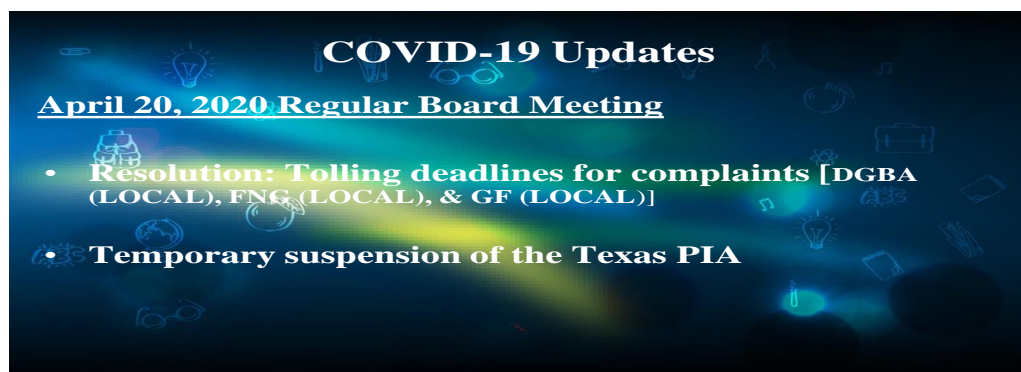 COVID-19 Updates
April 20, 2020 Regular Board Meeting
• Resolution: Tolling deadlines for complaints [DGBA
(LOCAL), FNG (LOCAL), & GF (LOCAL)]
• Temporary suspension of the Texas PIA